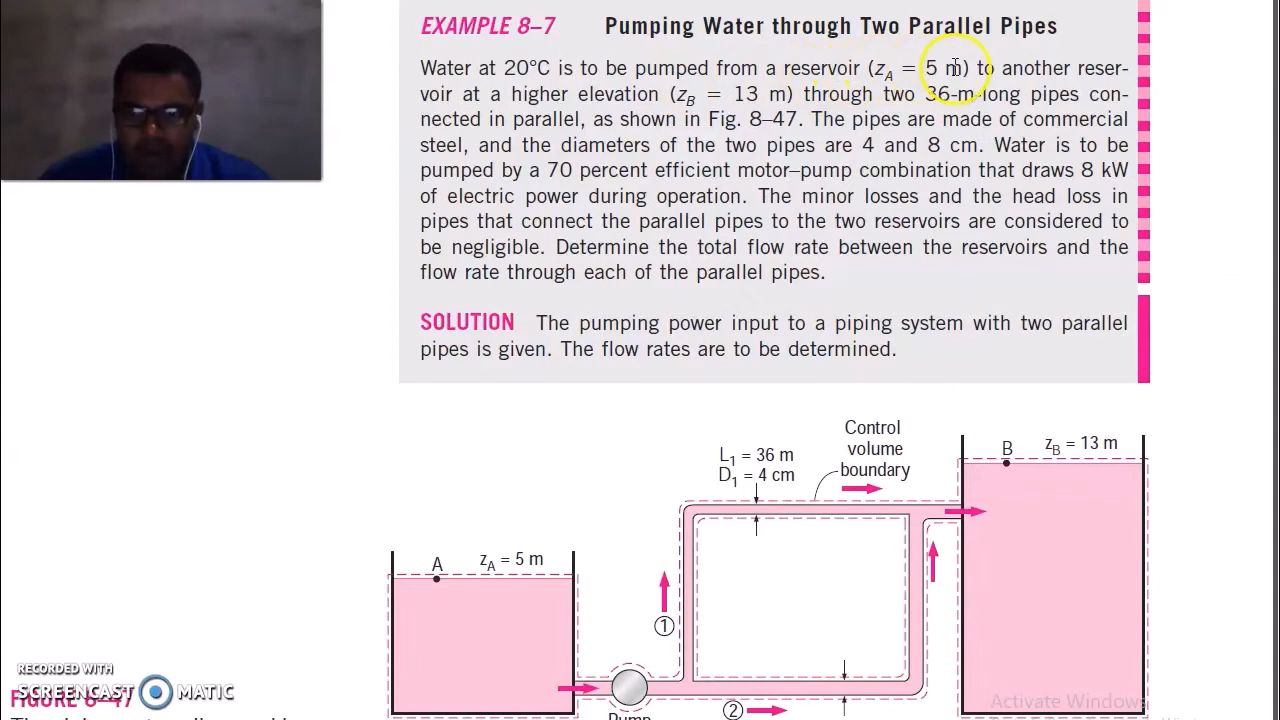 EXAMPLE 8–7 Pumping Water through Two Parallel Pipes
Water at 20°C is to be pumped from a reservoir (zA = 5 m) to another reser-
voir at a higher elevation (zB = 13 m) through two 36-m-long pipes con-
nected in parallel, as shown in Fig. 8–47. The pipes are made of commercial
steel, and the diameters of the two pipes are 4 and 8 cm. Water is to be
pumped by a 70 percent efficient motor–pump combination that draws 8 kW
of electric power during operation. The minor losses and the head loss in
pipes that connect the parallel pipes to the two reservoirs are considered to
be negligible. Determine the total flow rate between the reservoirs and the
flow rate through each of the parallel pipes.
SOLUTION The pumping power input to a piping system with two parallel
pipes is given. The flow rates are to be determined.
Control
volume
boundary
L1 = 36 m
D1 = 4 cm
B zB = 13 m
A zA = 5 m
1
2
Pump
RECORDED WITH
SCREENCAST MATIC
FIGURE 8–47
Activate Windows